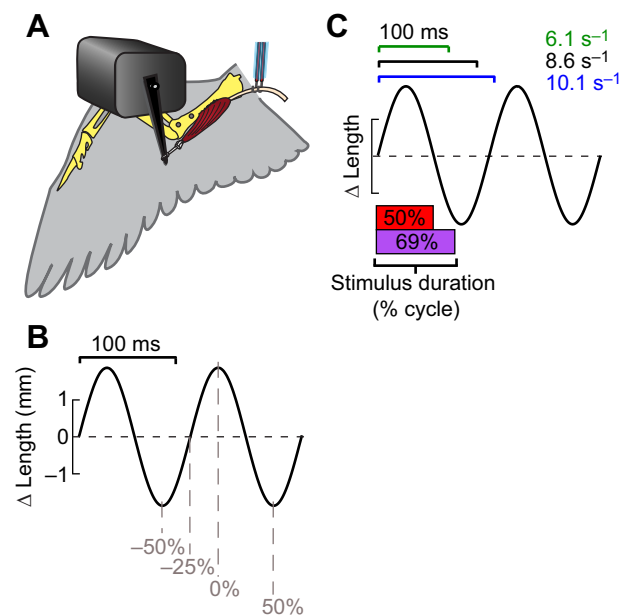 A
B
100 ms
Δ Length (mm)
1
0
–1
–50%
–25%
0%
50%
C
100 ms
6.1 s⁻¹
8.6 s⁻¹
10.1 s⁻¹
Δ Length
50%
69%
Stimulus duration
(% cycle)